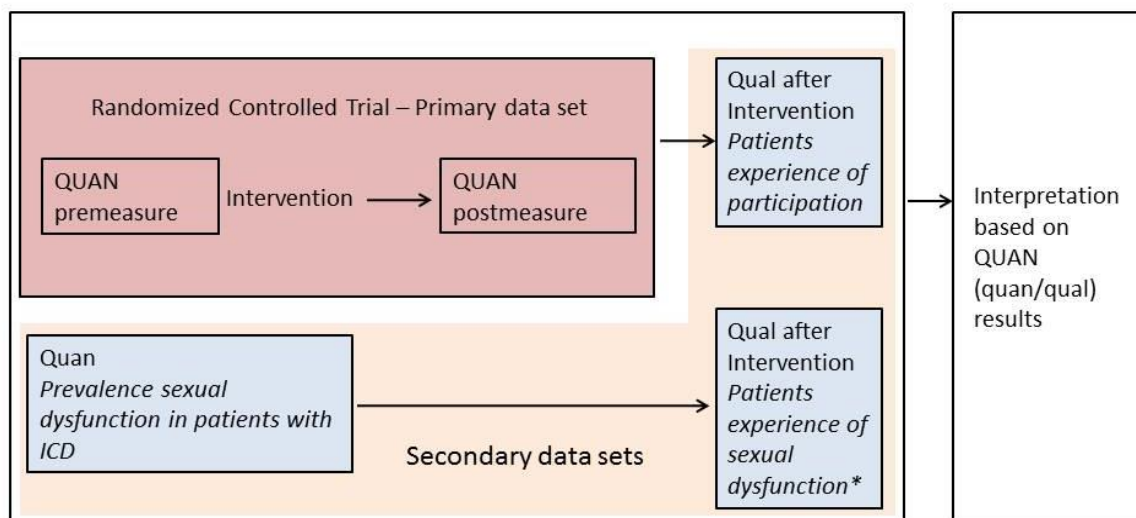 Randomized Controlled Trial – Primary data set
QUAN
premeasure
Intervention
QUAN
postmeasure
Qual after
Intervention
Patients
experience of
participation
Quan
Prevalence sexual
dysfunction in patients with
ICD
Secondary data sets
Qual after
Intervention
Patients
experience of
sexual
dysfunction*
Interpretation
based on
QUAN
(quan/qual)
results